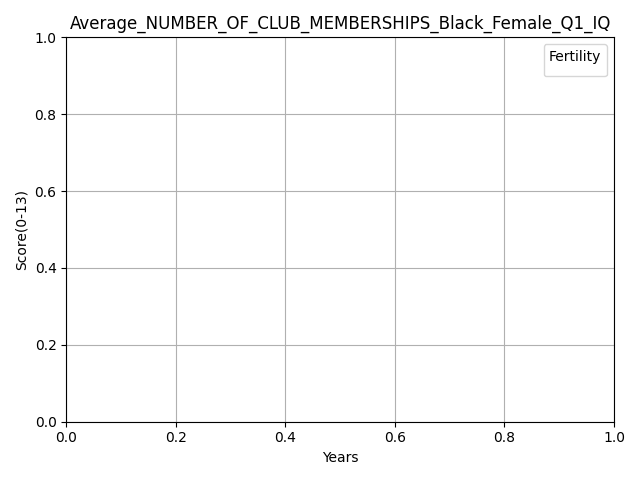 Average_NUMBER_OF_CLUB_MEMBERSHIPS_Black_Female_Q1_IQ
Fertility
Score(0-13)
1.0
0.8
0.6
0.4
0.2
0.0
0.0 0.2 0.4 0.6 0.8 1.0
Years